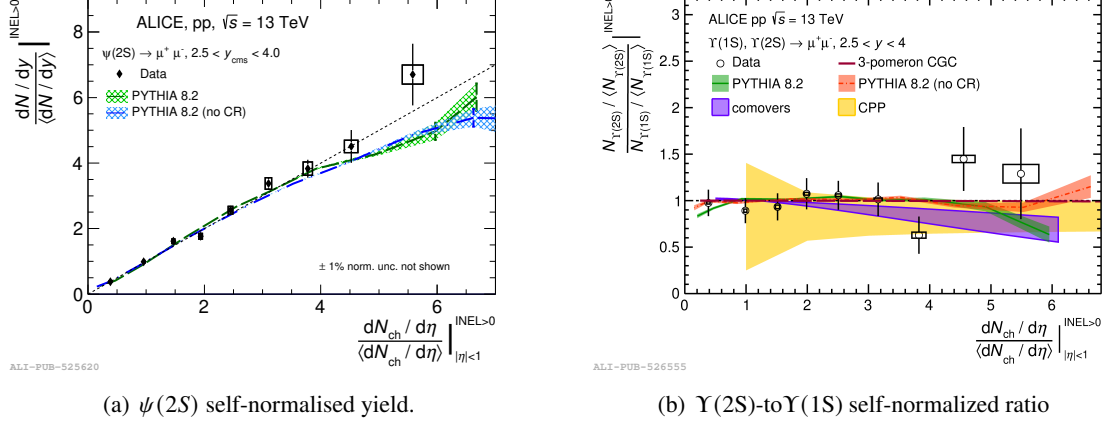 ALICE, pp, √s = 13 TeV
ψ(2S) → μ⁺ μ⁻, 2.5 < y_cms < 4.0
Data
PYTHIA 8.2
PYTHIA 8.2 (no CR)
dN / dy
⟨dN / dy⟩
INEL>0
8
6
4
2
0
± 1% norm. unc. not shown
0 2 4 6
dN_ch / dη
⟨dN_ch / dη⟩
INEL>0
|η|<1
ALI-PUB-525620
(a) ψ(2S) self-normalised yield.
ALICE pp √s = 13 TeV
ϒ(1S), ϒ(2S) → μ⁺μ⁻, 2.5 < y < 4
Data
3-pomeron CGC
PYTHIA 8.2
PYTHIA 8.2 (no CR)
comovers
CPP
N_ϒ(2S) / ⟨N_ϒ(2S)⟩
N_ϒ(1S) / ⟨N_ϒ(1S)⟩
INEL>0
3
2.5
2
1.5
1
0.5
0
0 1 2 3 4 5 6
dN_ch / dη
⟨dN_ch / dη⟩
INEL>0
|η|<1
ALI-PUB-526555
(b) ϒ(2S)-toϒ(1S) self-normalized ratio